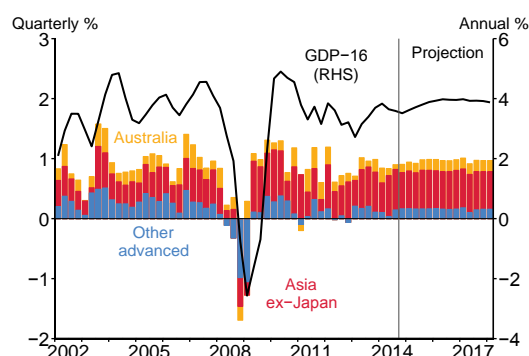 Quarterly %
Annual %
3
6
GDP−16
(RHS)
Projection
2
4
Australia
1
2
0
0
Other
advanced
−1
−2
Asia
ex-Japan
−2
−4
2002
2005
2008
2011
2014
2017